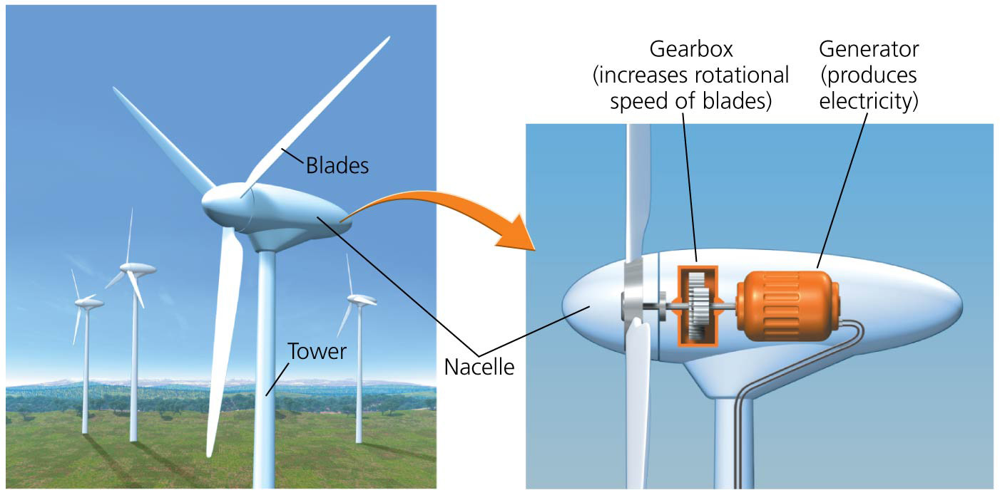 Gearbox
(increases rotational
speed of blades)
Generator
(produces
electricity)
Blades
Tower
Nacelle